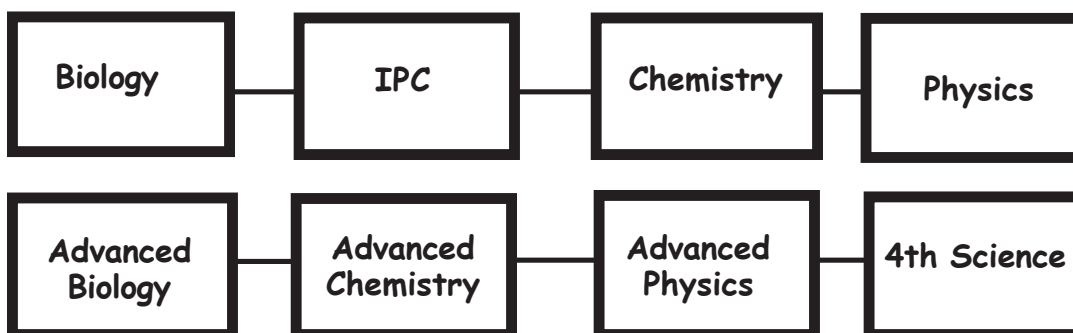 Biology
IPC
Chemistry
Physics
Advanced
Biology
Advanced
Chemistry
Advanced
Physics
4th Science